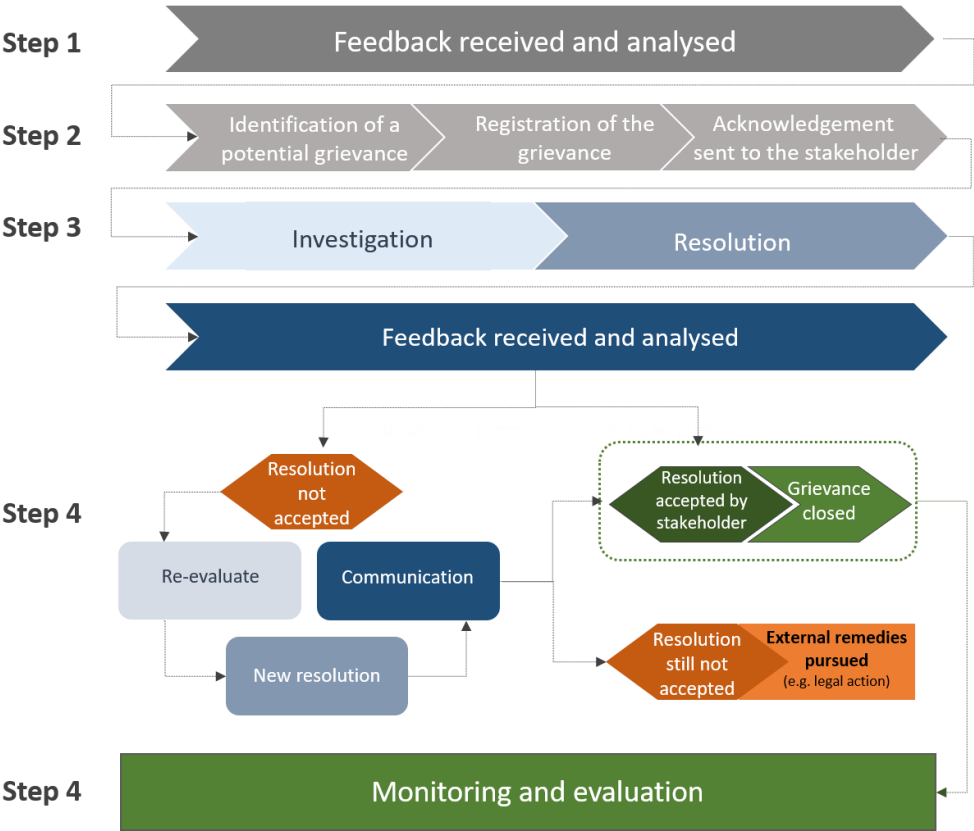 Step 1
Feedback received and analysed
Step 2
Identification of a
potential grievance
Registration of the
grievance
Acknowledgement
sent to the stakeholder
Step 3
Investigation
Resolution
Feedback received and analysed
Step 4
Resolution
not
accepted
Resolution
accepted by
stakeholder
Grievance
closed
Re-evaluate
Communication
New resolution
Resolution
still not
accepted
External remedies
pursued
(e.g. legal action)
Step 4
Monitoring and evaluation